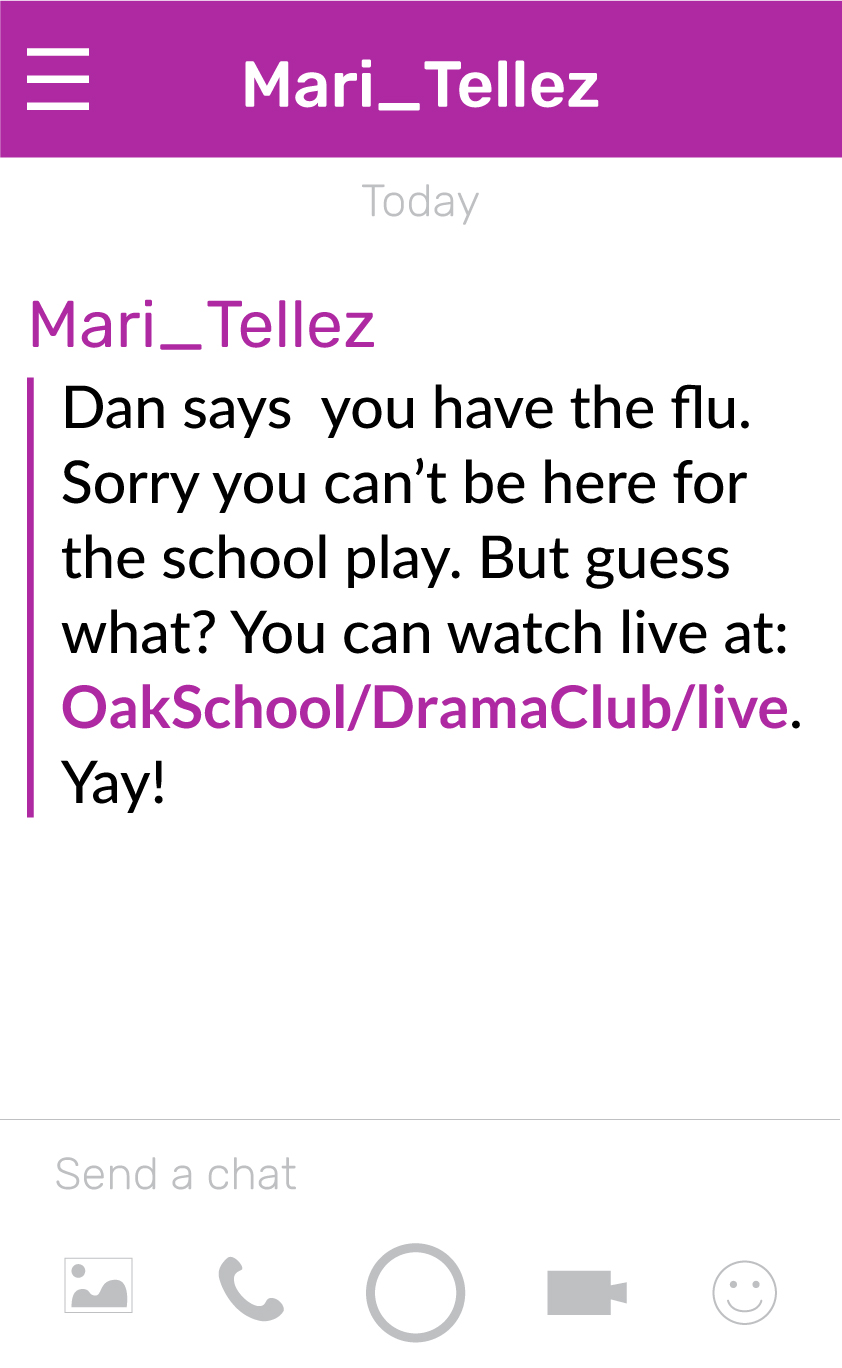 Mari_Tellez
Today
Mari_Tellez
Dan says  you have the flu.
Sorry you can’t be here for
the school play. But guess
what? You can watch live at:
OakSchool/DramaClub/live.
Yay!
Send a chat